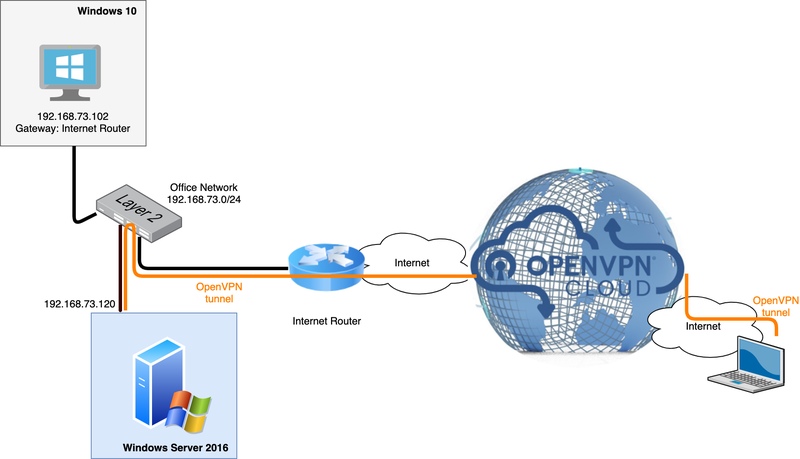 Windows 10
192.168.73.102
Gateway: Internet Router
Layer 2
Office Network
192.168.73.0/24
OpenVPN
tunnel
192.168.73.120
Internet
Internet Router
OPENVPN®
CLOUD
OpenVPN
tunnel
Internet
Windows Server 2016